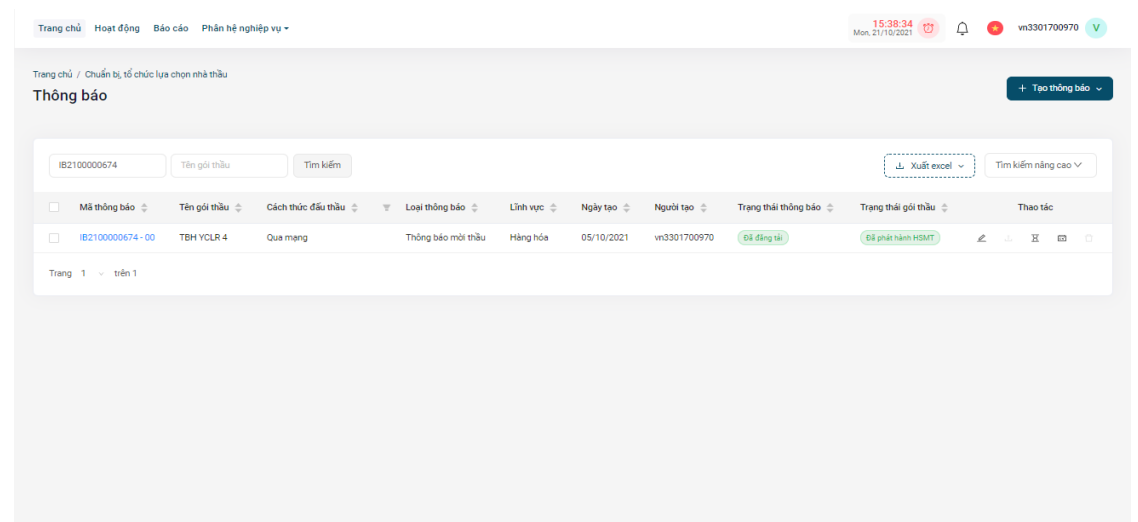 Trang chủ Hoạt động Báo cáo Phân hệ nghiệp vụ 15:38:34 vn3301700970 V
Mon, 21/10/2021
Trang chủ / Chuẩn bị, tổ chức lựa chọn nhà thầu
Thông báo + Tạo thông báo
IB2100000674 Tên gói thầu Tìm kiếm Xuất excel Tìm kiếm nâng cao
Mã thông báo Tên gói thầu Cách thức đấu thầu Loại thông báo Lĩnh vực Ngày tạo Người tạo Trạng thái thông báo Trạng thái gói thầu Thao tác
IB2100000674 - 00 TBH YCLR 4 Qua mạng Thông báo mời thầu Hàng hóa 05/10/2021 vn3301700970 Đã đăng tải Đã phát hành HSMT
Trang 1 trên 1